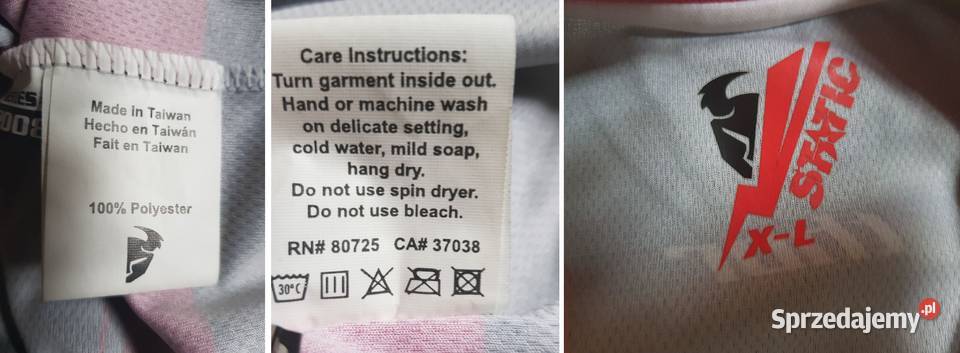 Made in Taiwan
Hecho en Taiwán
Fait en Taiwan
100% Polyester
Care Instructions:
Turn garment inside out.
Hand or machine wash
on delicate setting,
cold water, mild soap,
hang dry.
Do not use spin dryer.
Do not use bleach.
RN# 80725 CA# 37038
30°C
STATIC
X-L
Sprzedajemy.pl